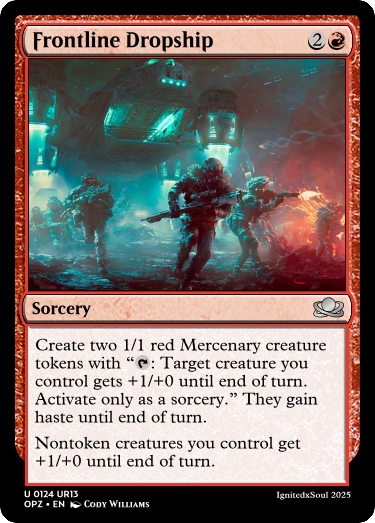 Frontline Dropship 2
Sorcery
Create two 1/1 red Mercenary creature
tokens with “: Target creature you
control gets +1/+0 until end of turn.
Activate only as a sorcery.” They gain
haste until end of turn.
Nontoken creatures you control get
+1/+0 until end of turn.
U 0124 UR13
OPZ • EN Cody Williams
IgnitedxSoul 2025